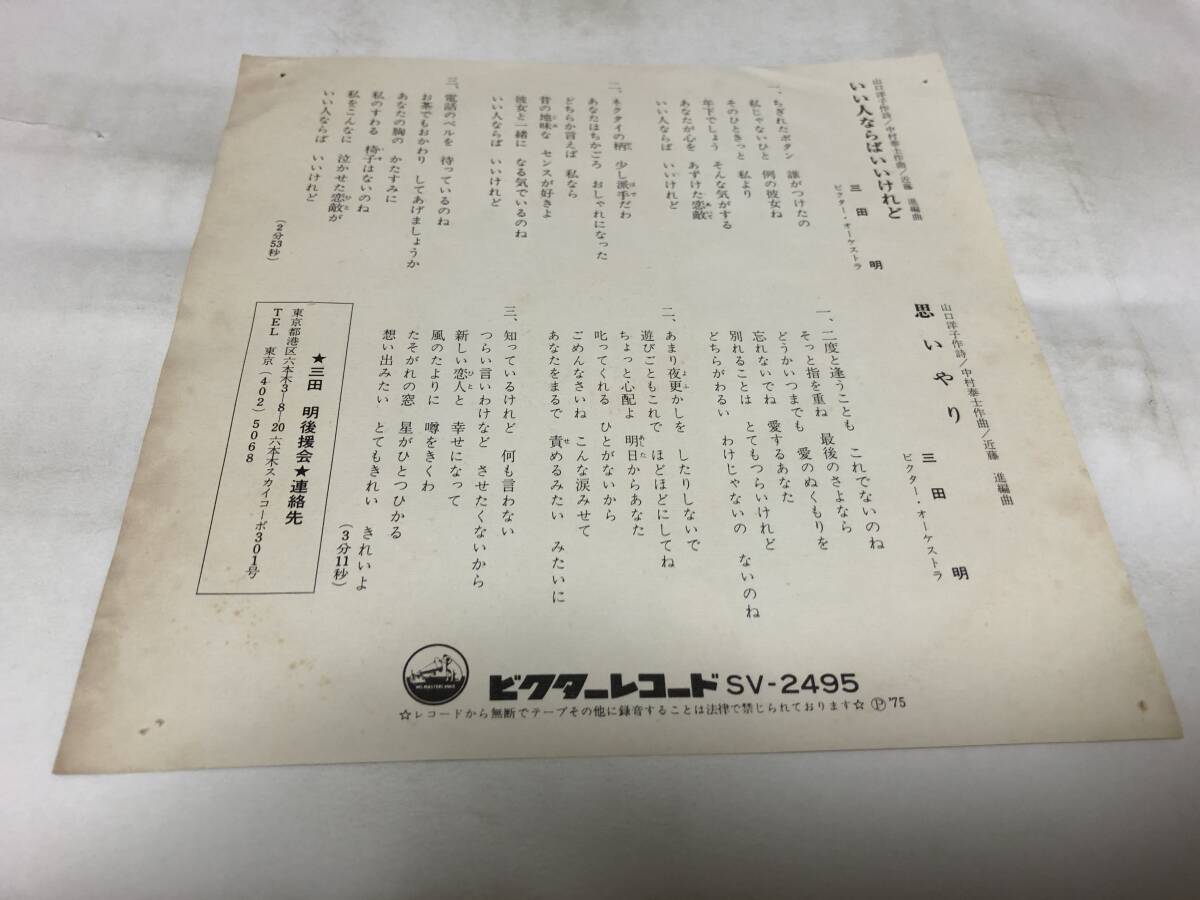 いい人ならばいいけれど
山口洋子作詩/中村泰士作曲/近藤 進編曲
三田 明
ビクター・オーケストラ
一、ちぎれたボタン 誰がつけたの
私じゃないひと 例の彼女ね
そのひときっと 私より
年下でしょう そんな気がする
あなたが心を あずけた恋敵
いい人ならば いいけれど
二、ネクタイの柄 少し派手だわ
あなたはちかごろ おしゃれになった
どちらか言えば 私なら
昔の地味な センスが好きよ
彼女と一緒に なる気でいるのね
いい人ならば いいけれど
三、電話のベルを 待っているのね
お茶でもおかわり してあげましょうか
あなたの胸の かたすみに
私のすわる 椅子はないのね
私をこんなに 泣かせた恋敵が
いい人ならば いいけれど
(2分53秒)
思いやり
山口洋子作詩/中村泰士作曲/近藤 進編曲
三田 明
ビクター・オーケストラ
一、二度と逢うことも これでないのね
そっと指を重ね 最後のさよなら
どうかいつまでも 愛のぬくもりを
忘れないでね 愛するあなた
別れることは とてもつらいけれど
どちらがわるい わけじゃないの ないのね
二、あまり夜更かしを したりしないで
遊びごともこれで ほどほどにしてね
ちょっと心配よ 明日からあなた
叱ってくれる ひとがないから
ごめんなさいね こんな涙みせて
あなたをまるで 責めるみたい みたいに
三、知っているけれど 何も言わない
つらい言いわけなど させたくないから
新しい恋人と 幸せになって
風のたよりに 噂をきくわ
たそがれの窓 星がひとつひかる
想い出みたい とてもきれい きれいよ
(3分11秒)
★三田 明後援会★連絡先
東京都港区六本木3-8-20 六本木スカイコーポ301号
TEL 東京(402)5068
HIS MASTER'S VOICE
ビクターレコード SV-2495
☆レコードから無断でテープその他に録音することは法律で禁じられております☆ Ⓟ'75